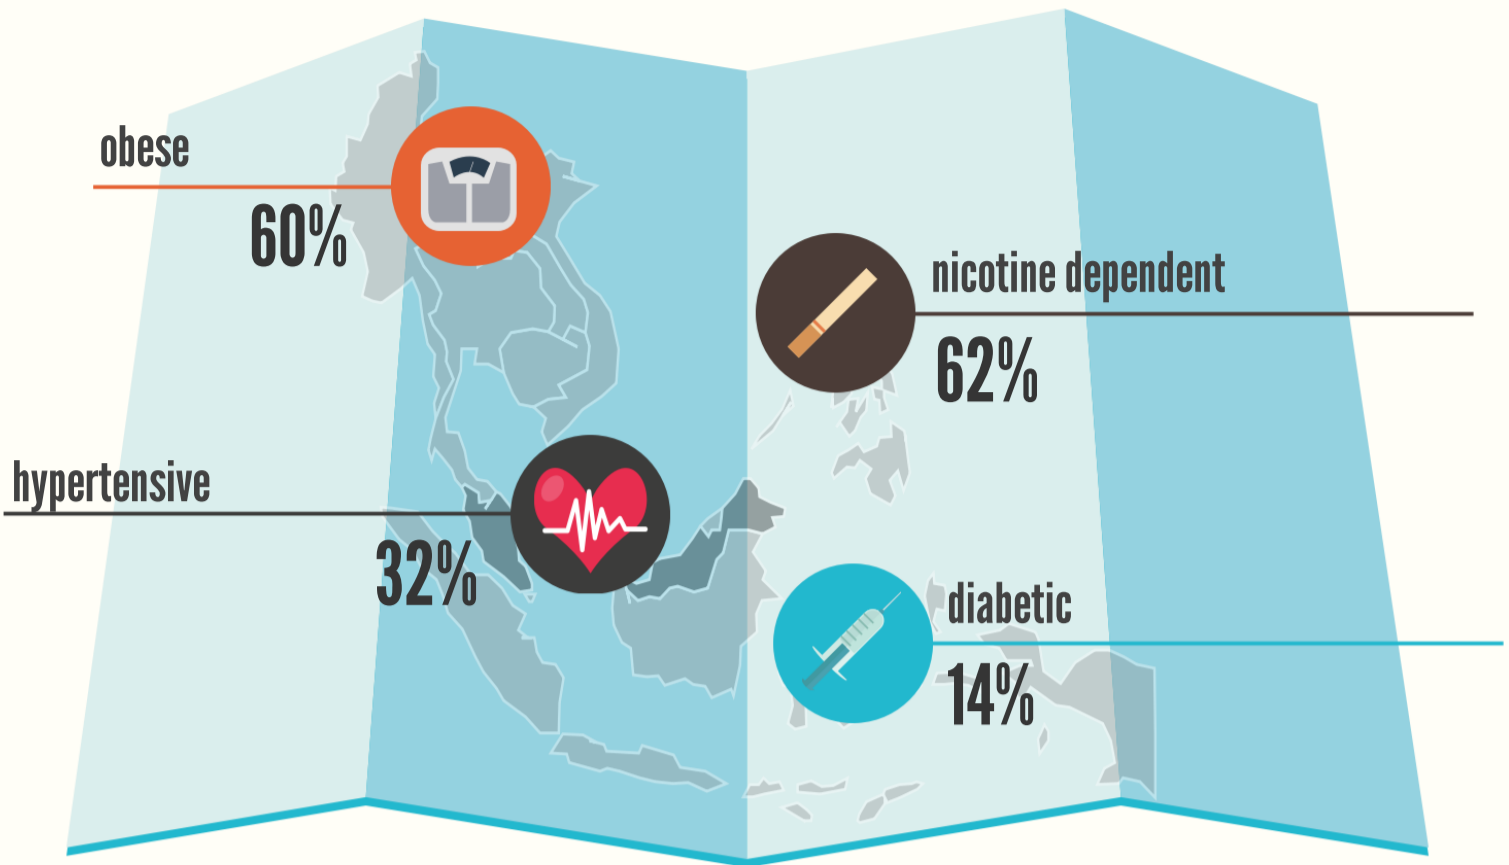 obese
60%
nicotine dependent
62%
hypertensive
32%
diabetic
14%